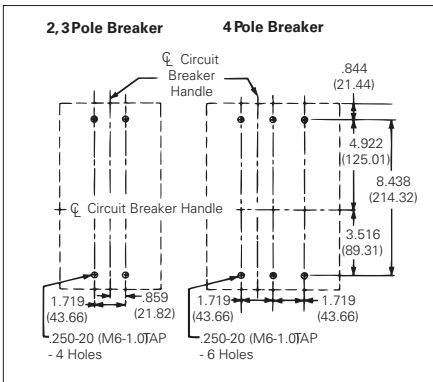 2, 3 Pole Breaker
4 Pole Breaker
℄ Circuit
Breaker
Handle
.844
(21.44)
4.922
(125.01)
8.438
(214.32)
℄ Circuit Breaker Handle
3.516
(89.31)
1.719
(43.66)
.859
(21.82)
1.719
(43.66)
1.719
(43.66)
.250-20 (M6-1.0)TAP
- 4 Holes
.250-20 (M6-1.0)TAP
- 6 Holes